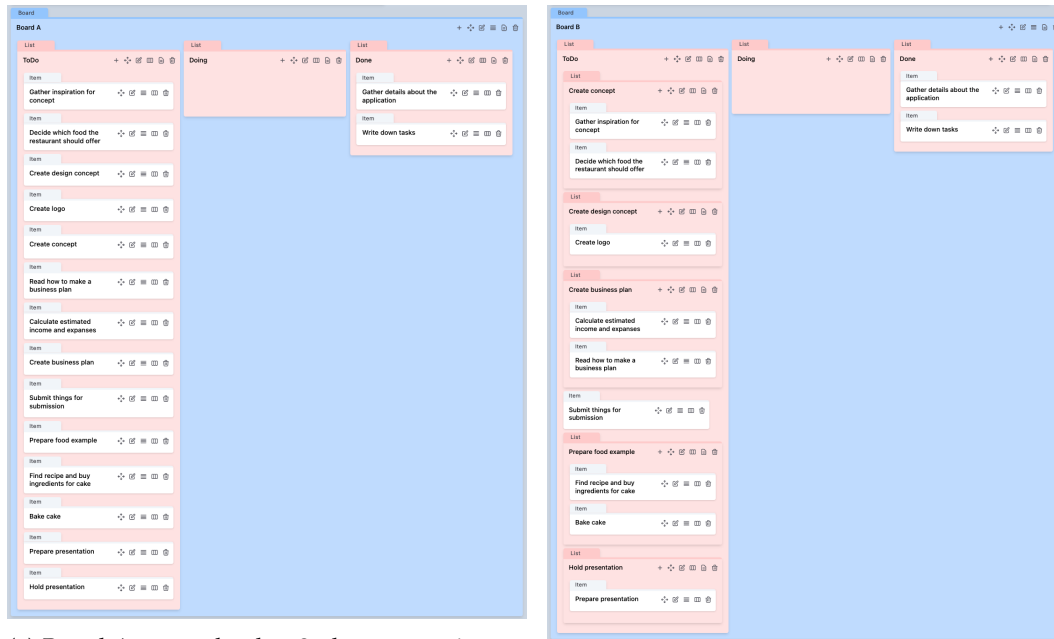 Board
Board A
List
ToDo
Item
Gather inspiration for
concept
Item
Decide which food the
restaurant should offer
Item
Create design concept
Item
Create logo
Item
Create concept
Item
Read how to make a
business plan
Item
Calculate estimated
income and expanses
Item
Create business plan
Item
Submit things for
submission
Item
Prepare food example
Item
Find recipe and buy
ingredients for cake
Item
Bake cake
Item
Prepare presentation
Item
Hold presentation
List
Doing
List
Done
Item
Gather details about the
application
Item
Write down tasks
Board
Board B
List
ToDo
List
Create concept
Item
Gather inspiration for
concept
Item
Decide which food the
restaurant should offer
List
Create design concept
Item
Create logo
List
Create business plan
Item
Calculate estimated
income and expanses
Item
Read how to make a
business plan
Item
Submit things for
submission
List
Prepare food example
Item
Find recipe and buy
ingredients for cake
Item
Bake cake
List
Hold presentation
Item
Prepare presentation
List
Doing
List
Done
Item
Gather details about the
application
Item
Write down tasks